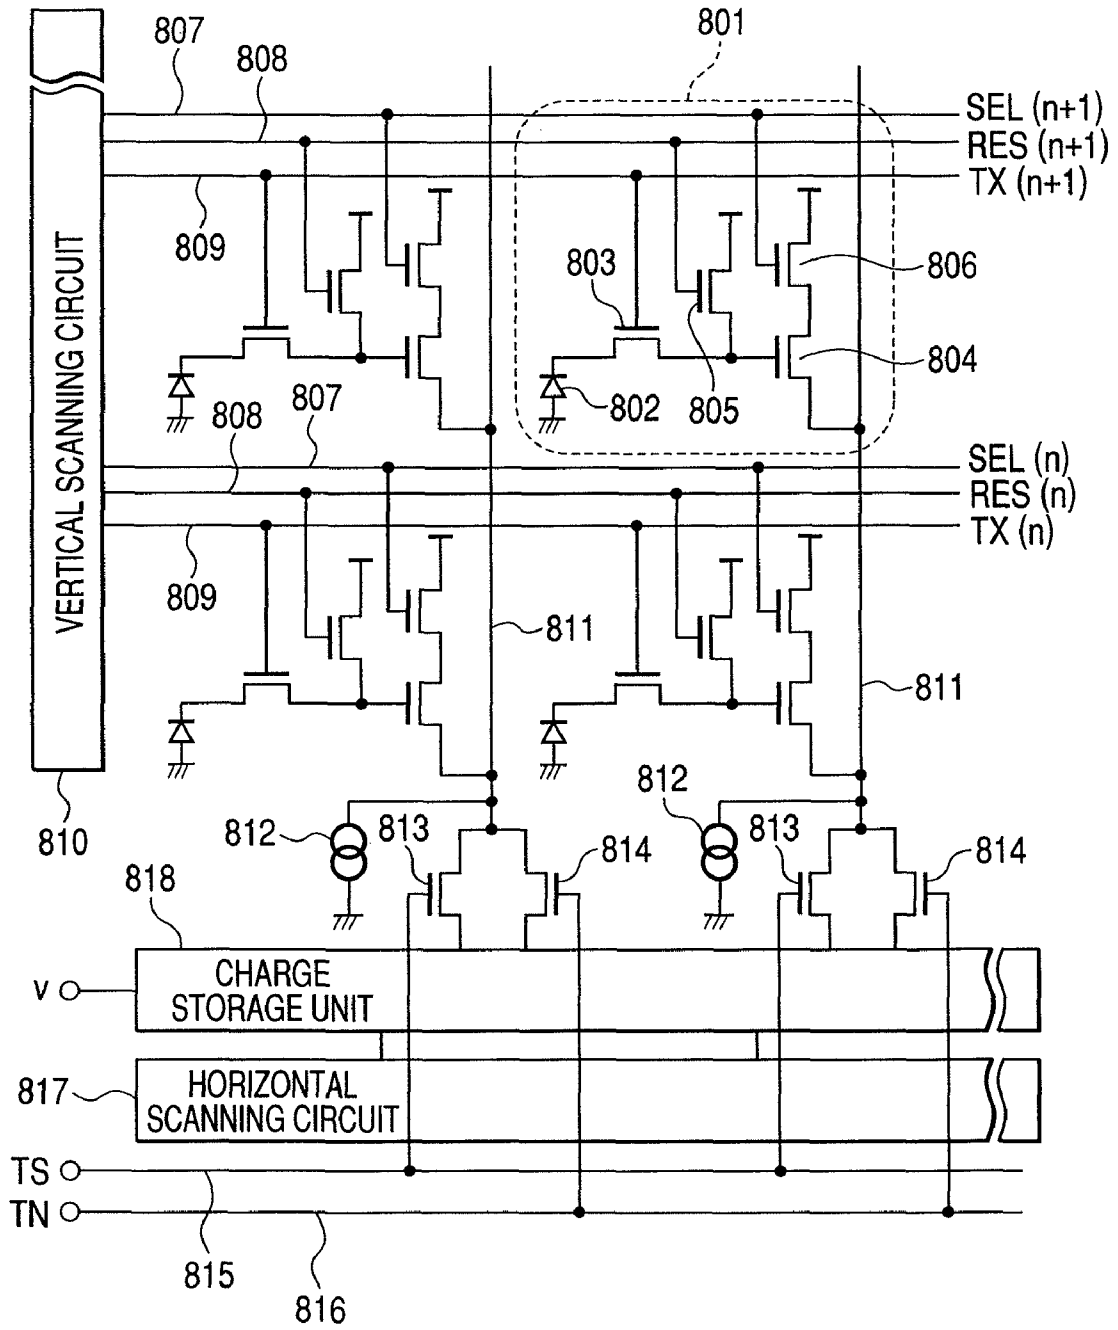 807
801
808
SEL (n+1)
RES (n+1)
TX (n+1)
809
803
806
VERTICAL SCANNING CIRCUIT
804
802
805
807
808
SEL (n)
RES (n)
TX (n)
809
811
811
810
812
813
814
812
813
814
818
CHARGE
STORAGE UNIT
V
817
HORIZONTAL
SCANNING CIRCUIT
TS
TN
815
816